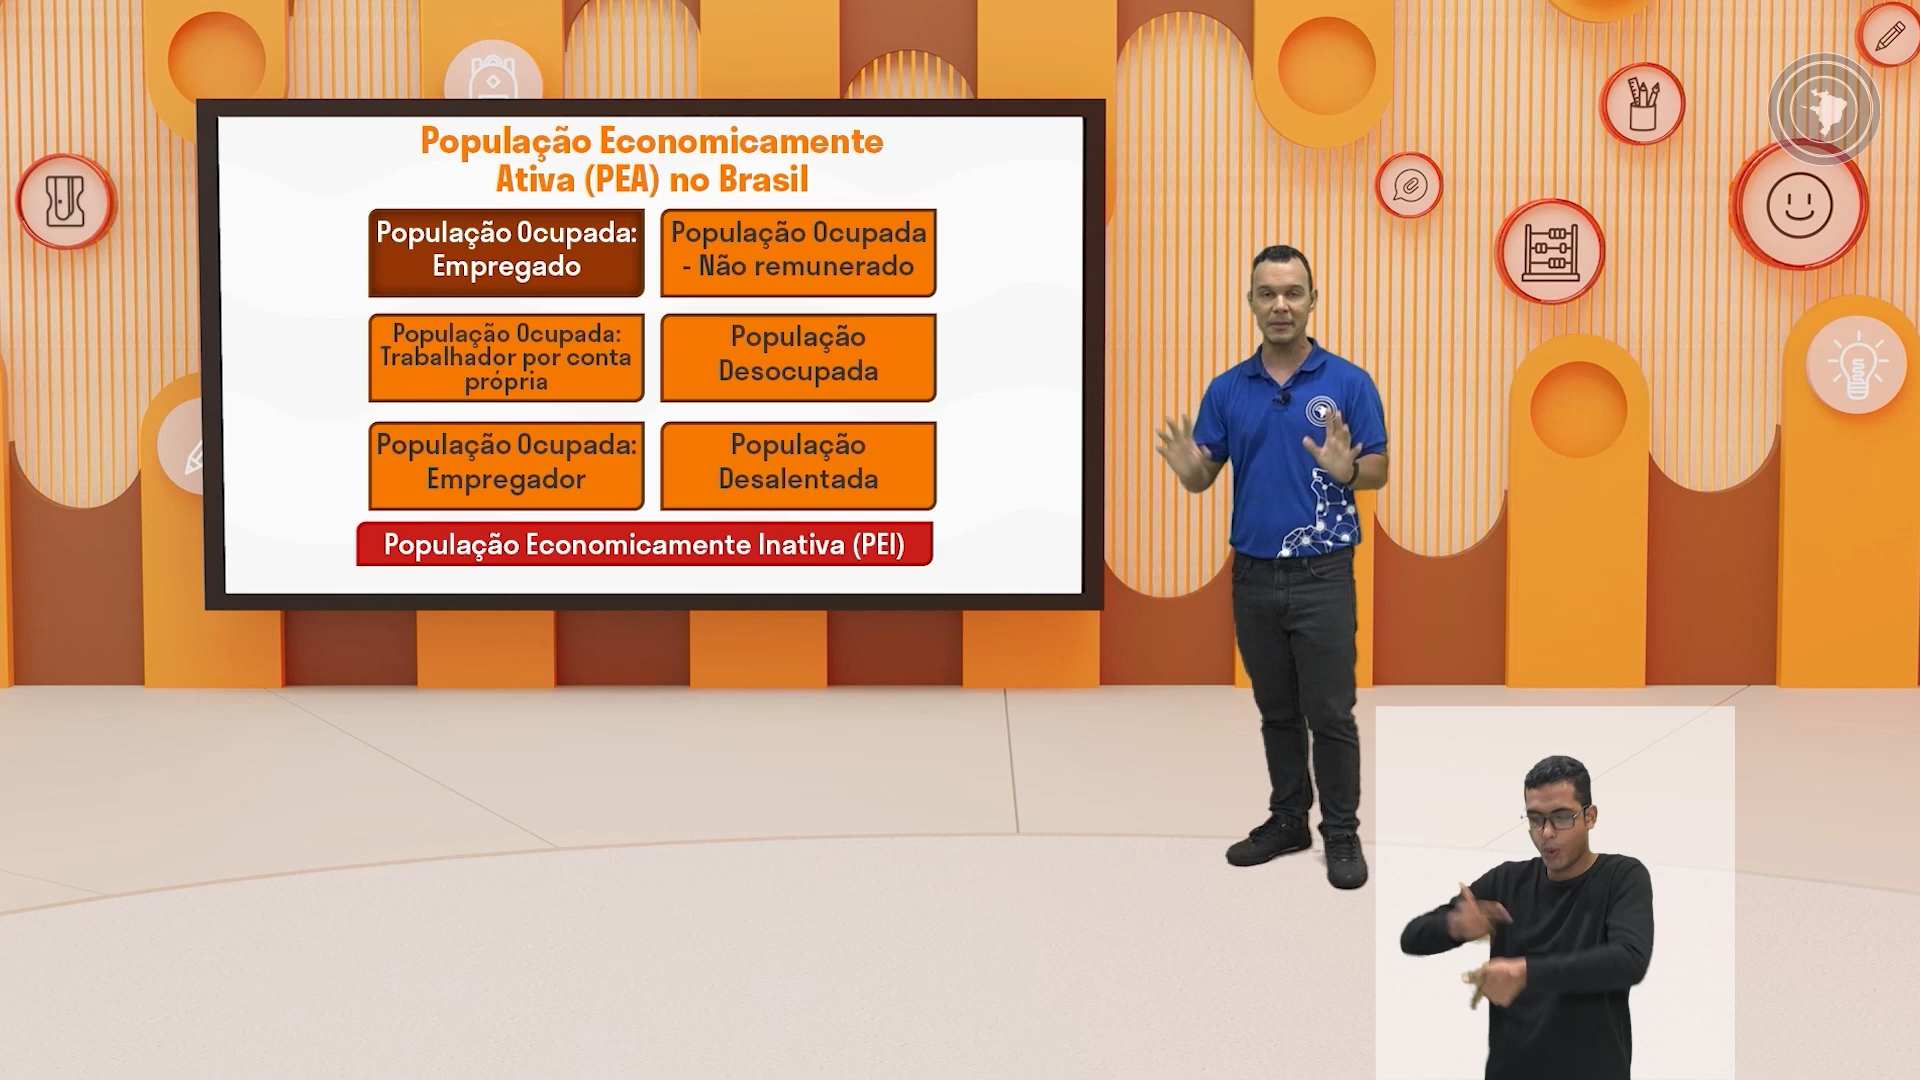 População Economicamente
Ativa (PEA) no Brasil
População Ocupada:
Empregado
População Ocupada
- Não remunerado
População Ocupada:
Trabalhador por conta
própria
População
Desocupada
População Ocupada:
Empregador
População
Desalentada
População Economicamente Inativa (PEI)